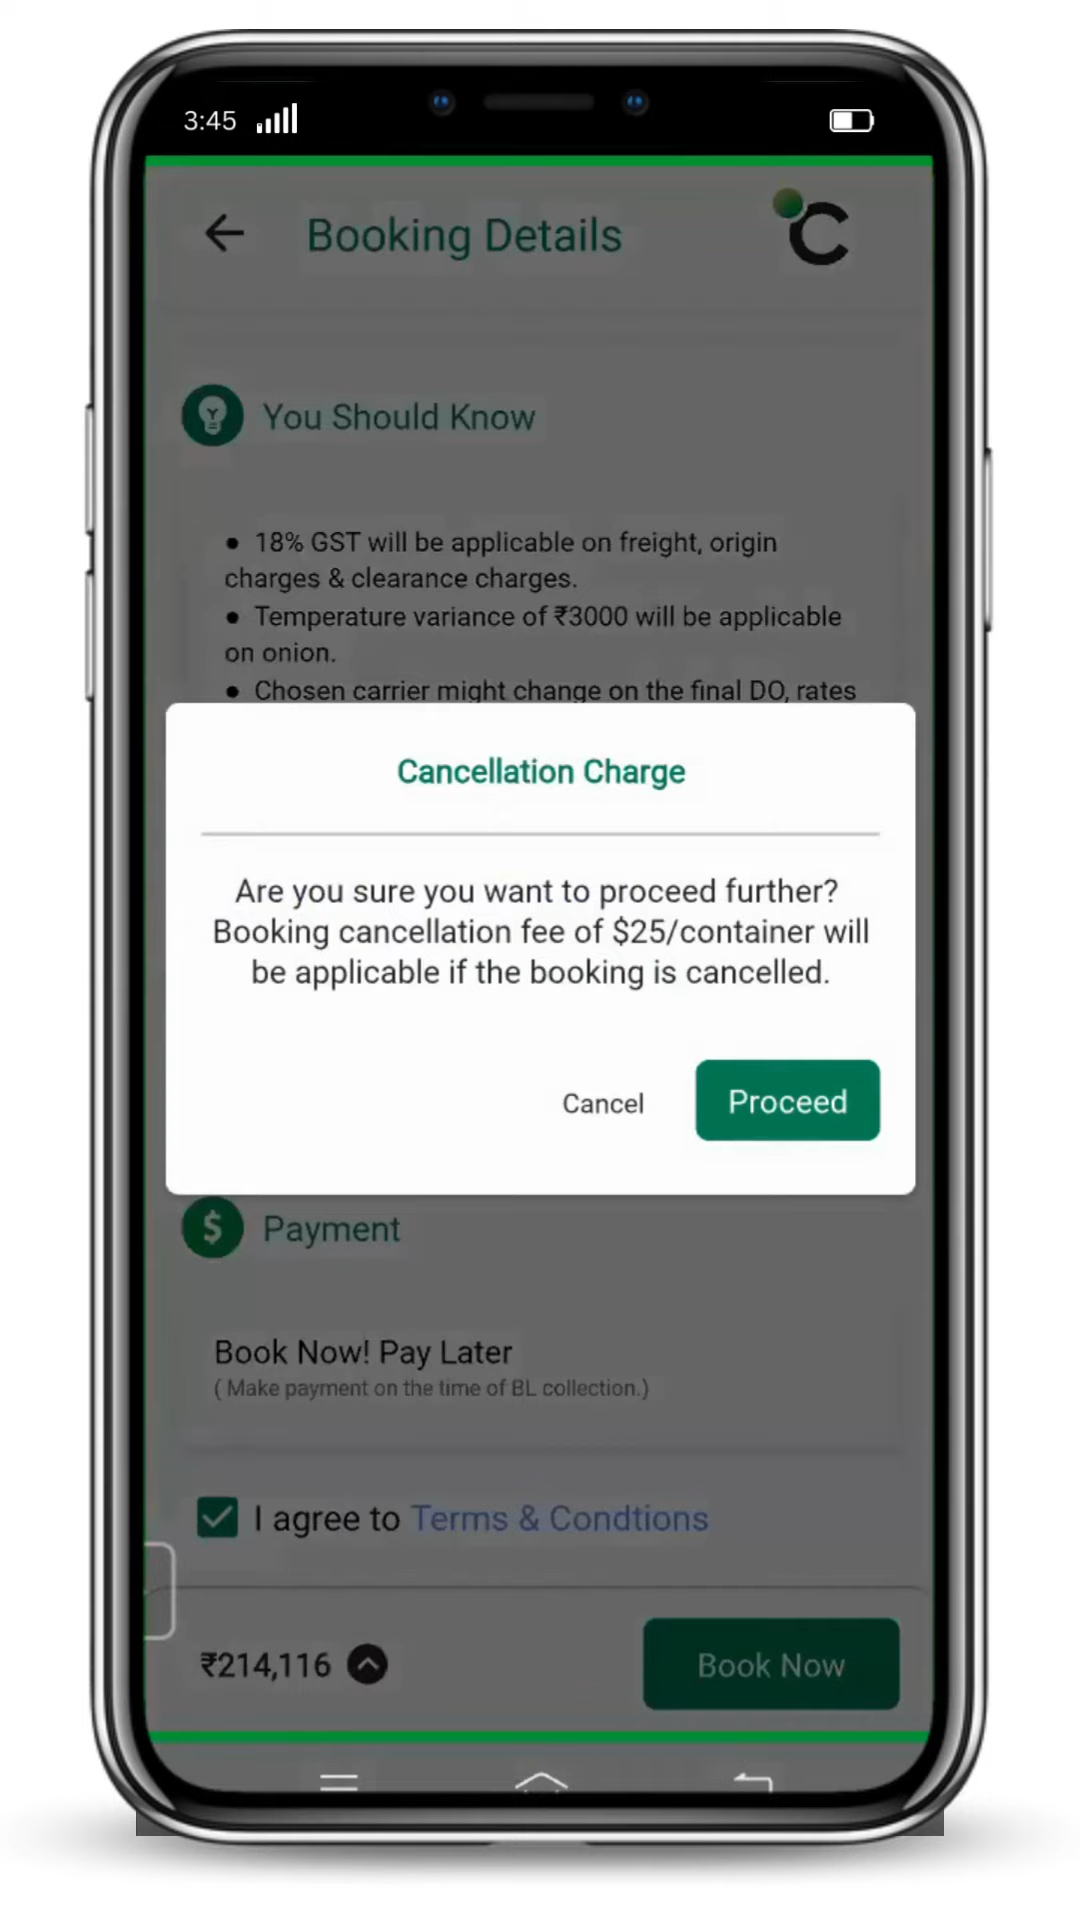 3:45
Booking Details
You Should Know
● 18% GST will be applicable on freight, origin
charges & clearance charges.
● Temperature variance of ₹3000 will be applicable
on onion.
● Chosen carrier might change on the final DO, rates
Cancellation Charge
Are you sure you want to proceed further?
Booking cancellation fee of $25/container will
be applicable if the booking is cancelled.
Cancel
Proceed
$ Payment
Book Now! Pay Later
( Make payment on the time of BL collection.)
I agree to Terms & Condtions
₹214,116
Book Now